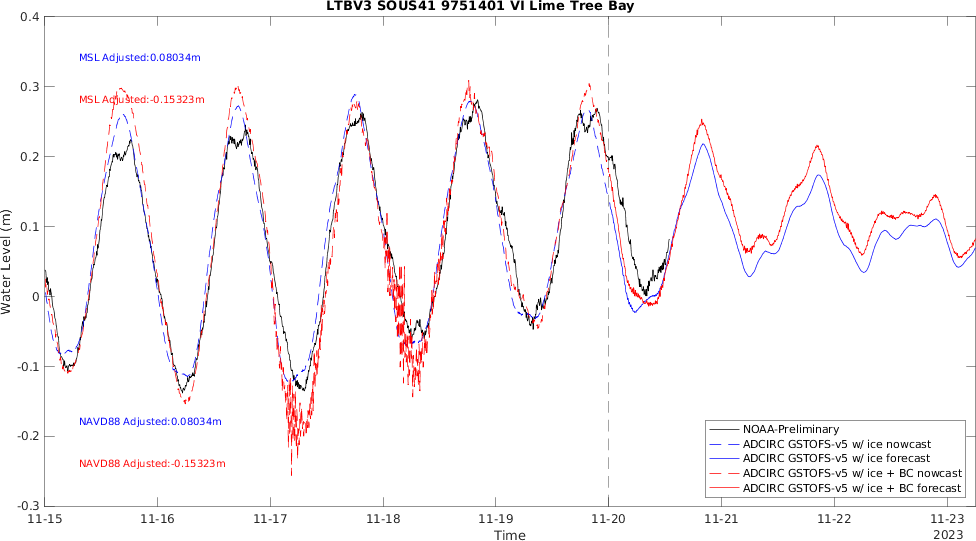 LTBV3 SOUS41 9751401 VI Lime Tree Bay
0.4
0.3
0.2
0.1
0
-0.1
-0.2
-0.3
Water Level (m)
MSL Adjusted:0.08034m
MSL Adjusted:-0.15323m
NAVD88 Adjusted:0.08034m
NAVD88 Adjusted:-0.15323m
NOAA-Preliminary
ADCIRC GSTOFS-v5 w/ ice nowcast
ADCIRC GSTOFS-v5 w/ ice forecast
ADCIRC GSTOFS-v5 w/ ice + BC nowcast
ADCIRC GSTOFS-v5 w/ ice + BC forecast
11-15 11-16 11-17 11-18 11-19 11-20 11-21 11-22 11-23
Time
2023